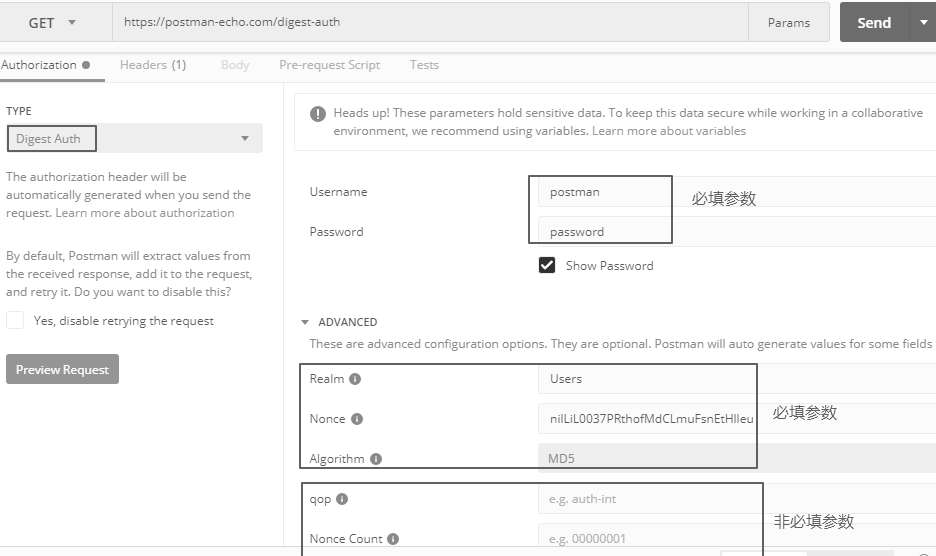 GET https://postman-echo.com/digest-auth Params Send
Authorization Headers (1) Body Pre-request Script Tests
TYPE
Digest Auth
The authorization header will be
automatically generated when you send the
request. Learn more about authorization
By default, Postman will extract values from
the received response, add it to the request,
and retry it. Do you want to disable this?
Yes, disable retrying the request
Preview Request
Heads up! These parameters hold sensitive data. To keep this data secure while working in a collaborative
environment, we recommend using variables. Learn more about variables
Username postman 必填参数
Password password
Show Password
ADVANCED
These are advanced configuration options. They are optional. Postman will auto generate values for some fields
Realm Users
Nonce 必填参数
Algorithm MD5
qop e.g. auth-int
非必填参数
Nonce Count e.g. 00000001